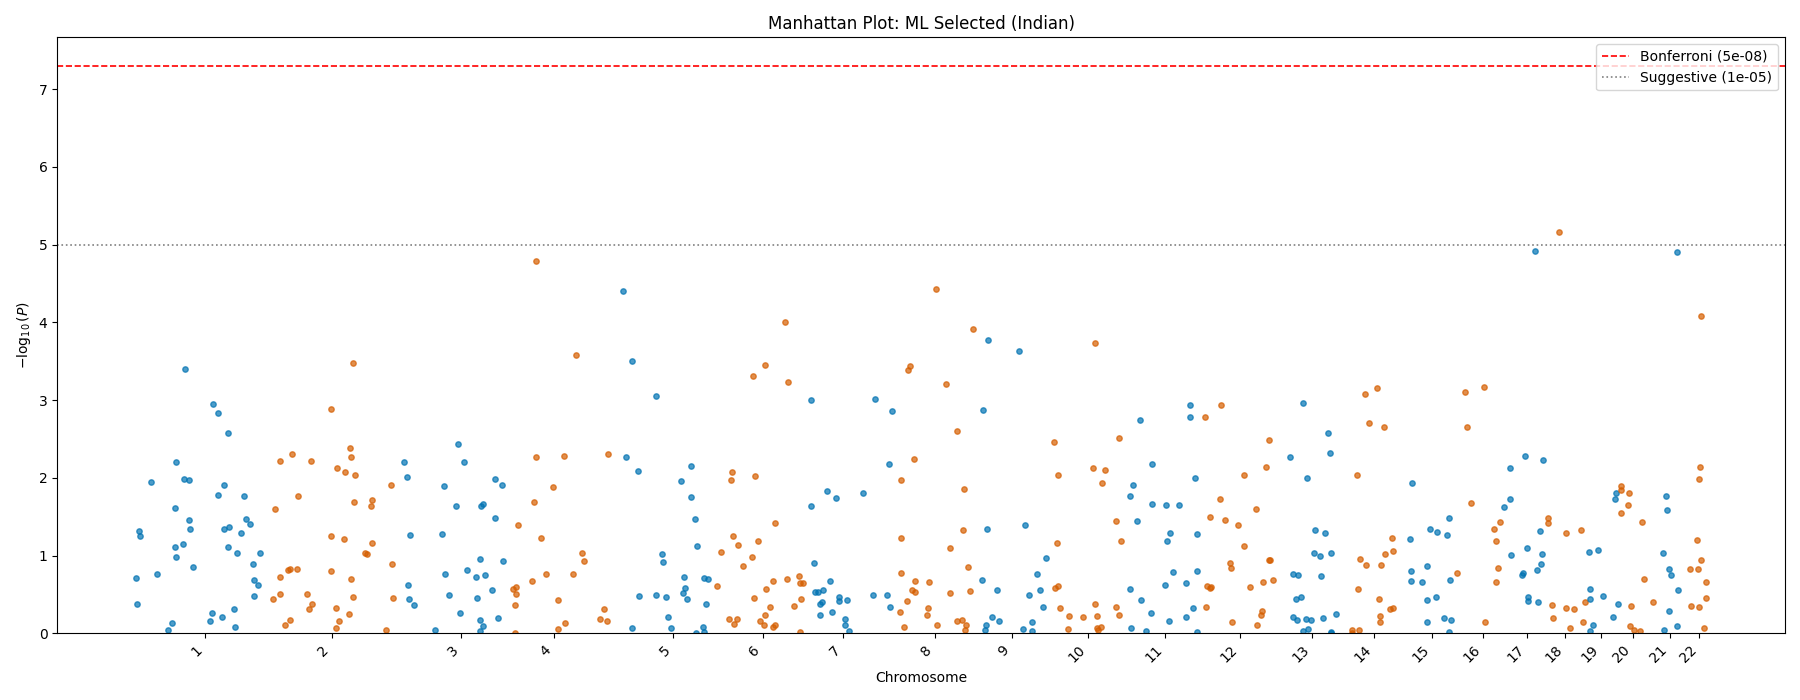 Manhattan Plot: ML Selected (Indian)
Bonferroni (5e-08)
Suggestive (1e-05)
−log10(P)
7
6
5
4
3
2
1
0
1 2 3 4 5 6 7 8 9 10 11 12 13 14 15 16 17 18 19 20 21 22
Chromosome